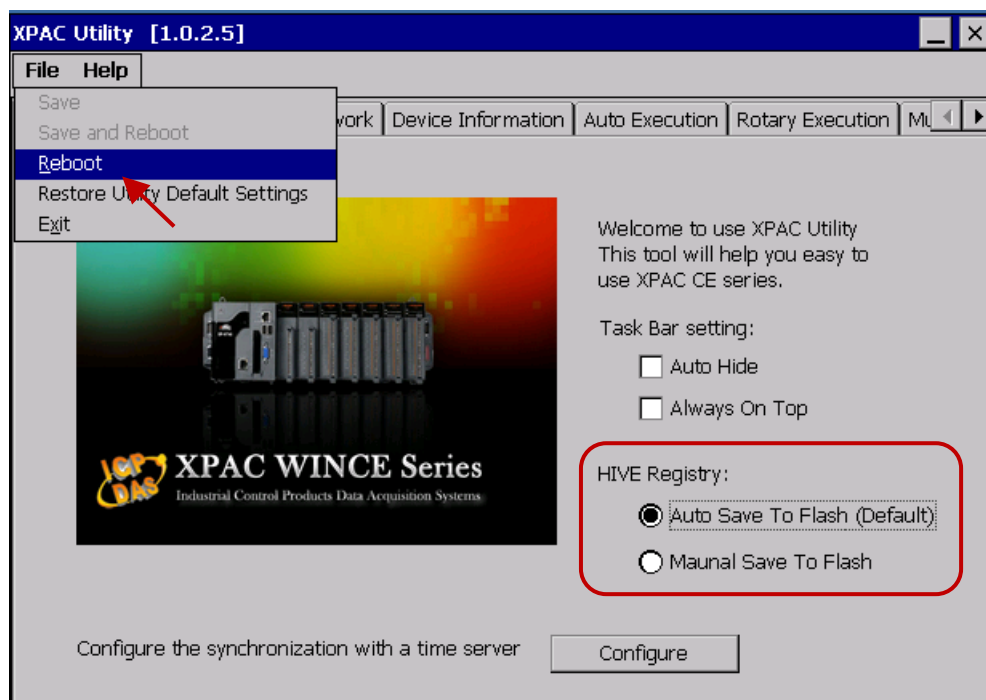 XPAC Utility [1.0.2.5]
File Help
Save
Save and Reboot
Reboot
Restore Utility Default Settings
Exit
Device Information
Auto Execution
Rotary Execution
Welcome to use XPAC Utility
This tool will help you easy to
use XPAC CE series.
Task Bar setting:
Auto Hide
Always On Top
ICP
DAS
XPAC WINCE Series
Industrial Control Products Data Acquisition Systems
HIVE Registry:
Auto Save To Flash (Default)
Maunal Save To Flash
Configure the synchronization with a time server
Configure